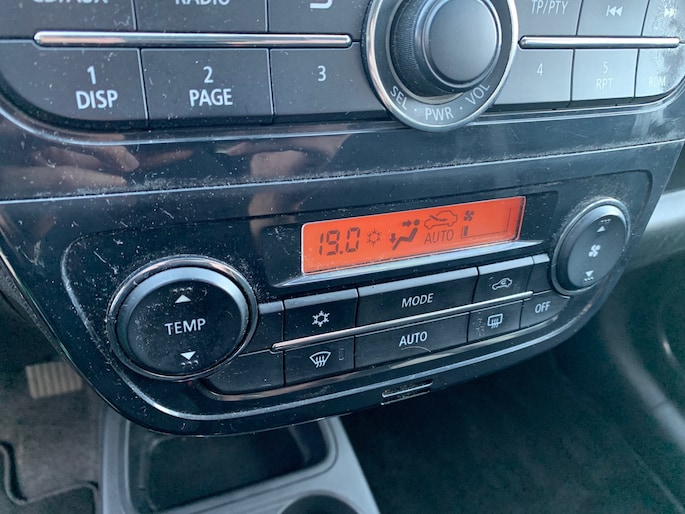 RADIO
TP/PTY
1
DISP
2
PAGE
3
4
5
RPT
RDM
SEL · PWR · VOL
19.0
AUTO
TEMP
MODE
AUTO
OFF